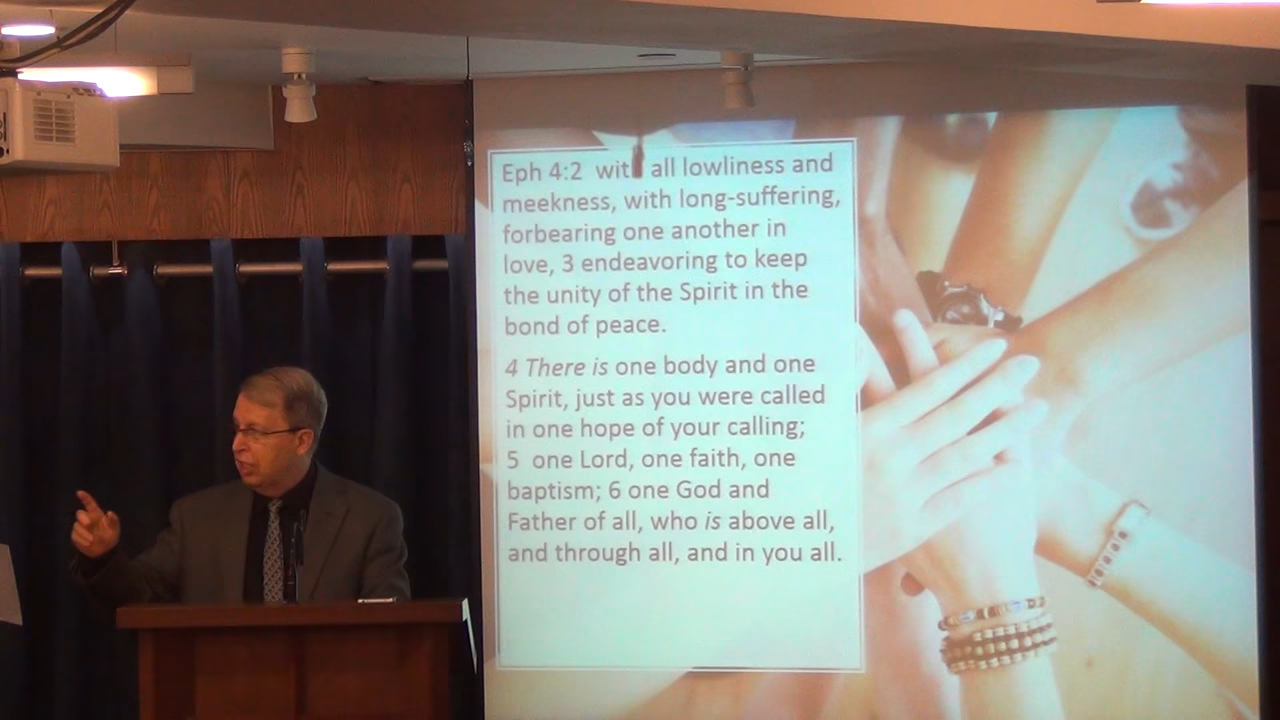 Eph 4:2 with all lowliness and
meekness, with long-suffering,
forbearing one another in
love, 3 endeavoring to keep
the unity of the Spirit in the
bond of peace.
4 There is one body and one
Spirit, just as you were called
in one hope of your calling;
5 one Lord, one faith, one
baptism; 6 one God and
Father of all, who is above all,
and through all, and in you all.